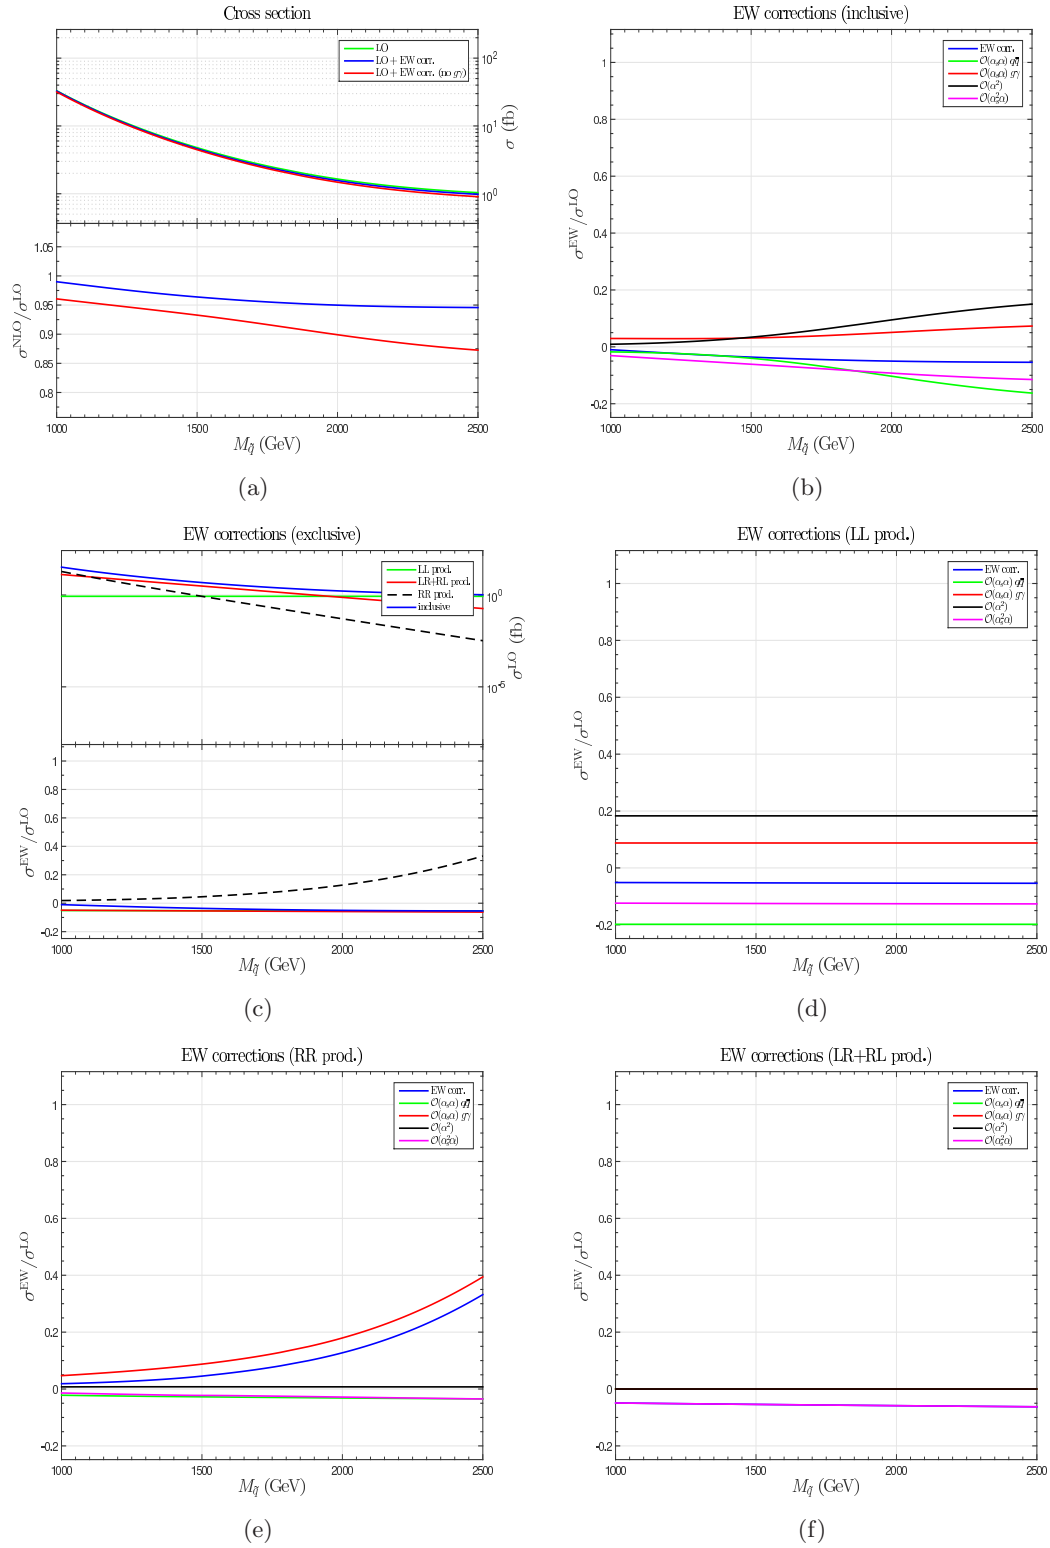 Cross section
LO
LO + EW corr.
LO + EW corr. (no gγ)
10²
10¹
10⁰
σ (fb)
1.05
1
0.95
0.9
0.85
0.8
σ^NLO/σ^LO
1000 1500 2000 2500
M_q̃ (GeV)
(a)
EW corrections (inclusive)
EW corr.
O(αₛα) qq̄
O(αₛα) gγ
O(α²)
O(αₛ²α)
1
0.8
0.6
0.4
0.2
0
-0.2
σ^EW/σ^LO
1000 1500 2000 2500
M_q̃ (GeV)
(b)
EW corrections (exclusive)
LL prod.
LR+RL prod.
RR prod.
inclusive
10⁰
10⁻⁵
σ^LO (fb)
1
0.8
0.6
0.4
0.2
0
-0.2
σ^EW/σ^LO
1000 1500 2000 2500
M_q̃ (GeV)
(c)
EW corrections (LL prod.)
EW corr.
O(αₛα) qq̄
O(αₛα) gγ
O(α²)
O(αₛ²α)
1
0.8
0.6
0.4
0.2
0
-0.2
σ^EW/σ^LO
1000 1500 2000 2500
M_q̃ (GeV)
(d)
EW corrections (RR prod.)
EW corr.
O(αₛα) qq̄
O(αₛα) gγ
O(α²)
O(αₛ²α)
1
0.8
0.6
0.4
0.2
0
-0.2
σ^EW/σ^LO
1000 1500 2000 2500
M_q̃ (GeV)
(e)
EW corrections (LR+RL prod.)
EW corr.
O(αₛα) qq̄
O(αₛα) gγ
O(α²)
O(αₛ²α)
1
0.8
0.6
0.4
0.2
0
-0.2
σ^EW/σ^LO
1000 1500 2000 2500
M_q̃ (GeV)
(f)